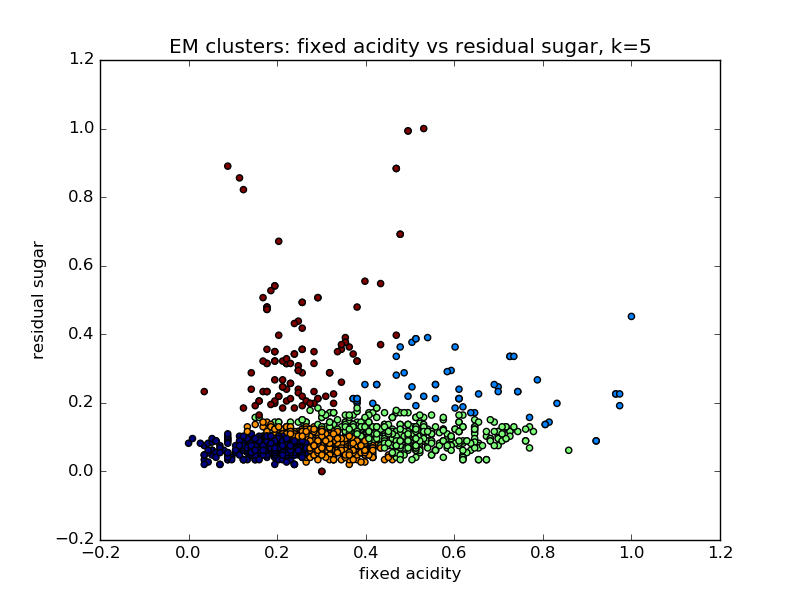 EM clusters: fixed acidity vs residual sugar, k=5
1.2
1.0
0.8
0.6
0.4
0.2
0.0
−0.2
residual sugar
−0.2 0.0 0.2 0.4 0.6 0.8 1.0 1.2
fixed acidity